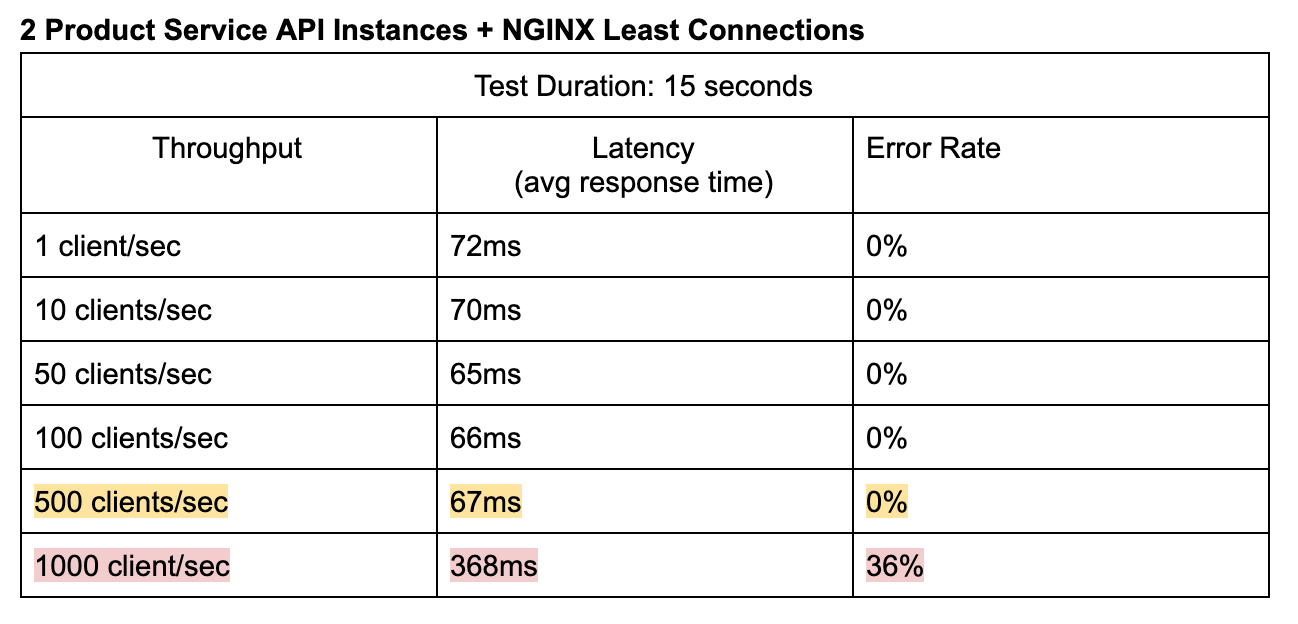 2 Product Service API Instances + NGINX Least Connections
Test Duration: 15 seconds
Throughput
Latency
(avg response time)
Error Rate
1 client/sec
72ms
0%
10 clients/sec
70ms
0%
50 clients/sec
65ms
0%
100 clients/sec
66ms
0%
500 clients/sec
67ms
0%
1000 client/sec
368ms
36%